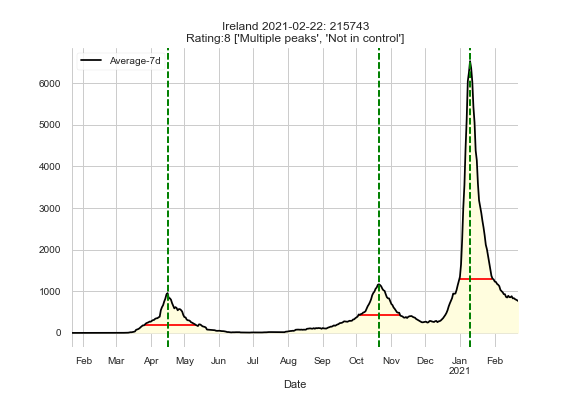 Ireland 2021-02-22: 215743
Rating:8 ['Multiple peaks', 'Not in control']
Average-7d
6000
5000
4000
3000
2000
1000
0
Feb Mar Apr May Jun Jul Aug Sep Oct Nov Dec Jan Feb
2021
Date